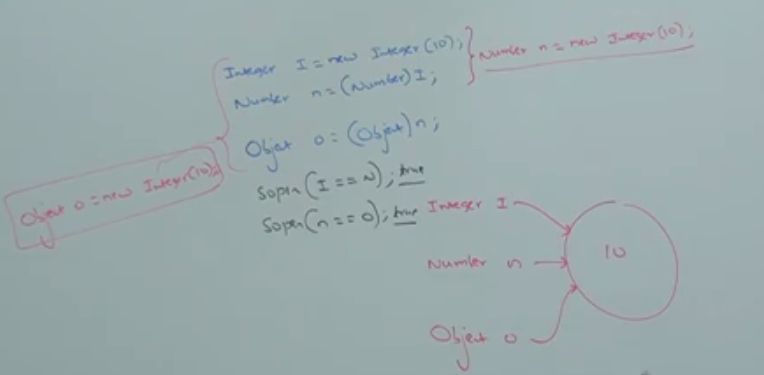 Integer I = new Integer(10);
Number n = (Number)I;
Number n = new Integer(10);
Object o = (Object)n;
Object o = new Integer(10);
Sopln(I == n); true
Sopln(n == o); true
Integer I
Number n
Object o
10